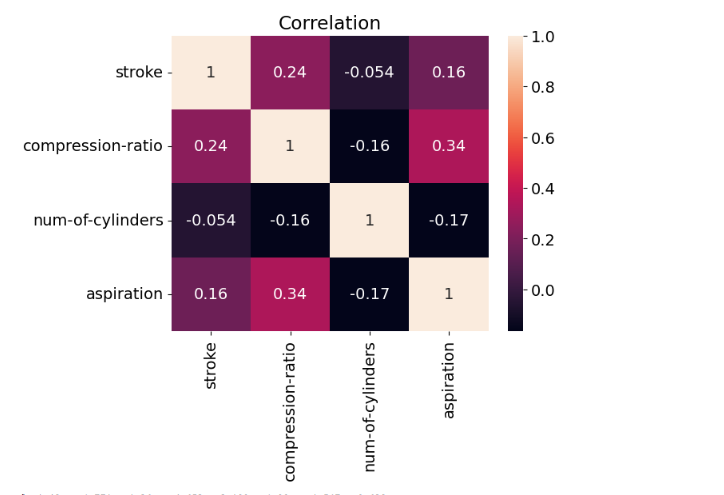 Correlation
stroke 1 0.24 -0.054 0.16
compression-ratio 0.24 1 -0.16 0.34
num-of-cylinders -0.054 -0.16 1 -0.17
aspiration 0.16 0.34 -0.17 1
stroke
compression-ratio
num-of-cylinders
aspiration
1.0
0.8
0.6
0.4
0.2
0.0